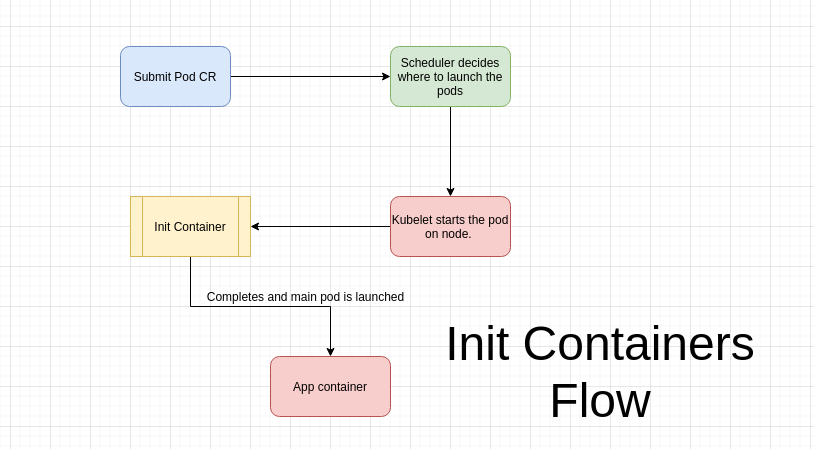 Submit Pod CR
Scheduler decides
where to launch the
pods
Init Container
Kubelet starts the pod
on node.
Completes and main pod is launched
App container
Init Containers
Flow